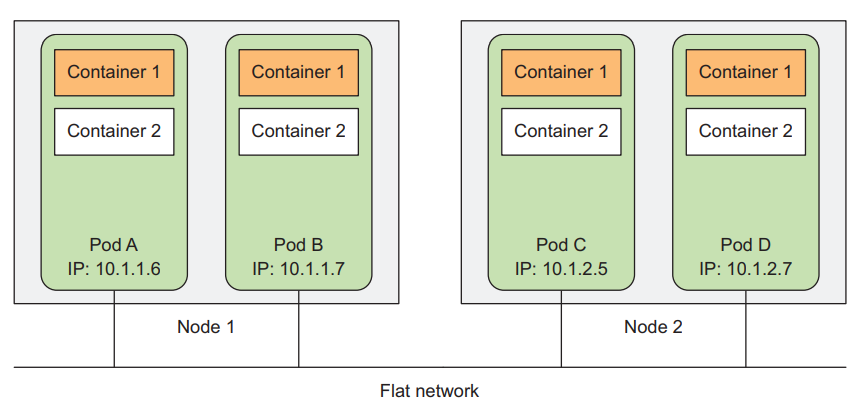 Container 1
Container 2
Pod A
IP: 10.1.1.6
Container 1
Container 2
Pod B
IP: 10.1.1.7
Node 1
Container 1
Container 2
Pod C
IP: 10.1.2.5
Container 1
Container 2
Pod D
IP: 10.1.2.7
Node 2
Flat network